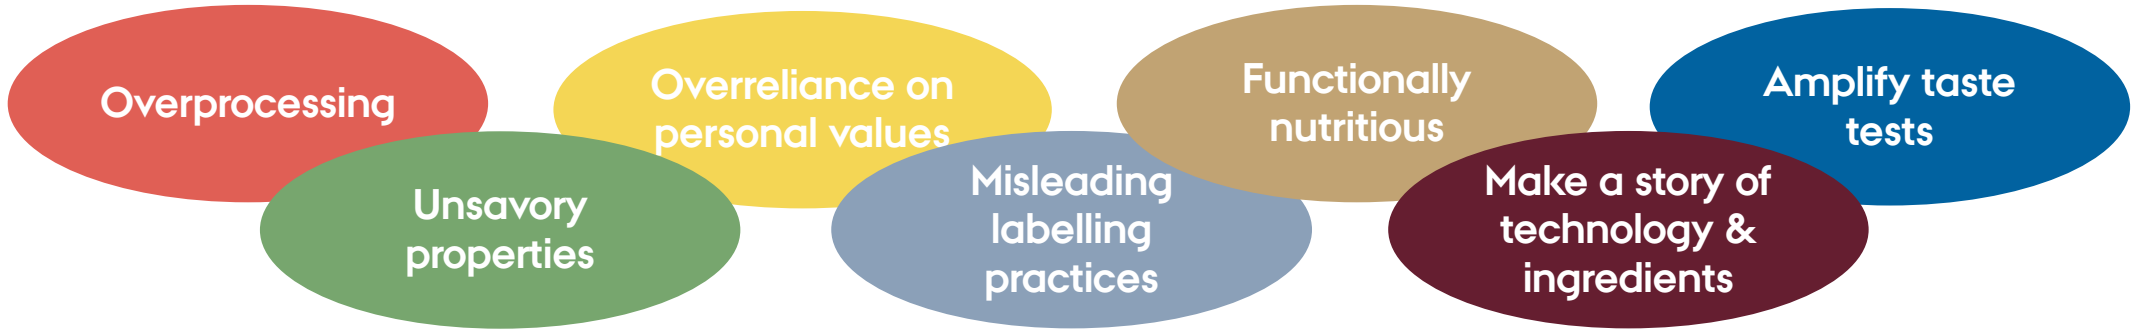 Overprocessing
Unsavory
properties
Overreliance on
personal values
Misleading
labelling
practices
Functionally
nutritious
Make a story of
technology &
ingredients
Amplify taste
tests